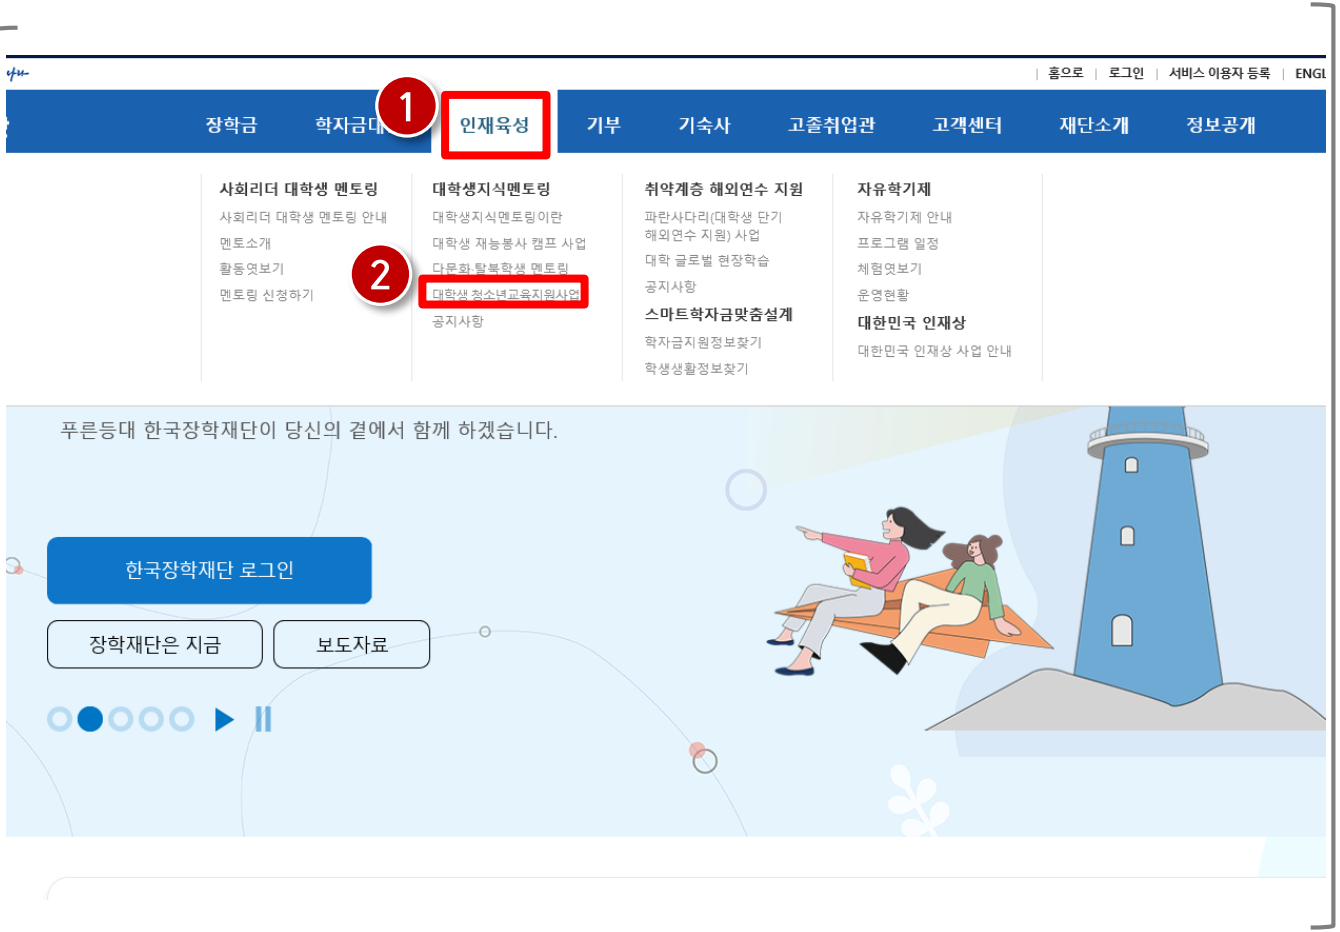 홈으로 | 로그인 | 서비스 이용자 등록 | ENGL
1
장학금 학자금대 인재육성 기부 기숙사 고졸취업관 고객센터 재단소개 정보공개
사회리더 대학생 멘토링
사회리더 대학생 멘토링 안내
멘토소개
활동엿보기
멘토링 신청하기
대학생지식멘토링
대학생지식멘토링이란
대학생 재능봉사 캠프 사업
다문화·탈북학생 멘토링
2
대학생 청소년교육지원사업
공지사항
취약계층 해외연수 지원
파란사다리(대학생 단기
해외연수 지원) 사업
대학 글로벌 현장학습
공지사항
스마트학자금맞춤설계
학자금지원정보찾기
학생생활정보찾기
자유학기제
자유학기제 안내
프로그램 일정
체험엿보기
운영현황
대한민국 인재상
대한민국 인재상 사업 안내
푸른등대 한국장학재단이 당신의 곁에서 함께 하겠습니다.
한국장학재단 로그인
장학재단은 지금
보도자료